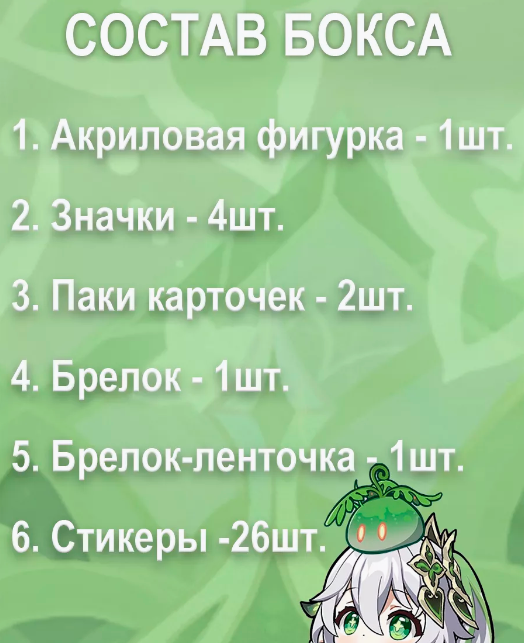 СОСТАВ БОКСА
1. Акриловая фигурка - 1шт.
2. Значки - 4шт.
3. Паки карточек - 2шт.
4. Брелок - 1шт.
5. Брелок-ленточка - 1шт.
6. Стикеры -26шт.